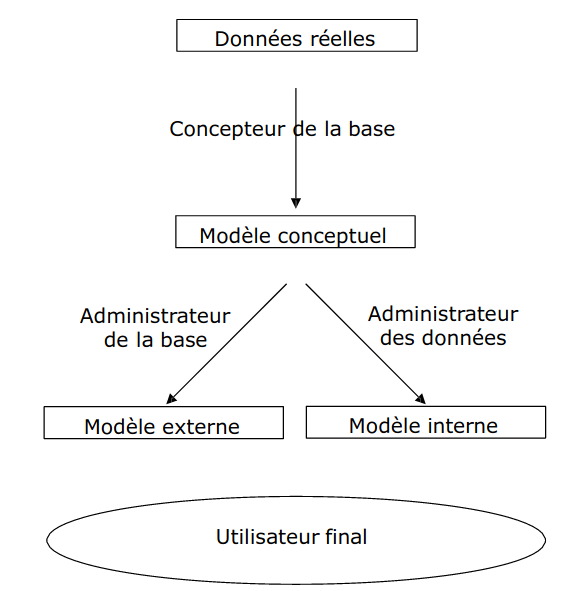 Données réelles
Concepteur de la base
Modèle conceptuel
Administrateur
de la base
Administrateur
des données
Modèle externe
Modèle interne
Utilisateur final